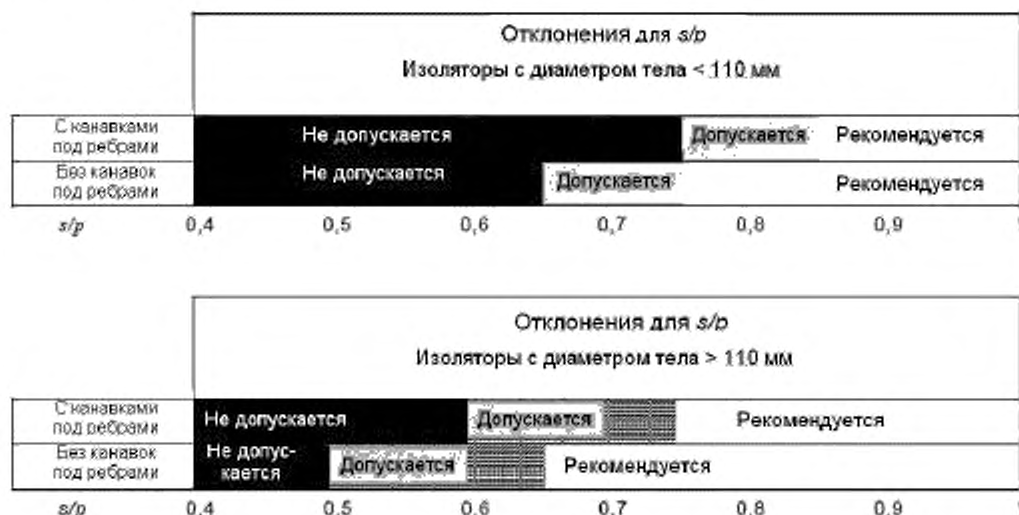 Отклонения для s/p
Изоляторы с диаметром тела < 110 мм
С канавками
под ребрами
Не допускается
Допускается
Рекомендуется
Без канавок
под ребрами
Не допускается
Допускается
Рекомендуется
s/p 0,4 0,5 0,6 0,7 0,8 0,9
Отклонения для s/p
Изоляторы с диаметром тела > 110 мм
С канавками
под ребрами
Не допускается
Допускается
Рекомендуется
Без канавок
под ребрами
Не допус-
кается
Допускается
Рекомендуется
s/p 0,4 0,5 0,6 0,7 0,8 0,9